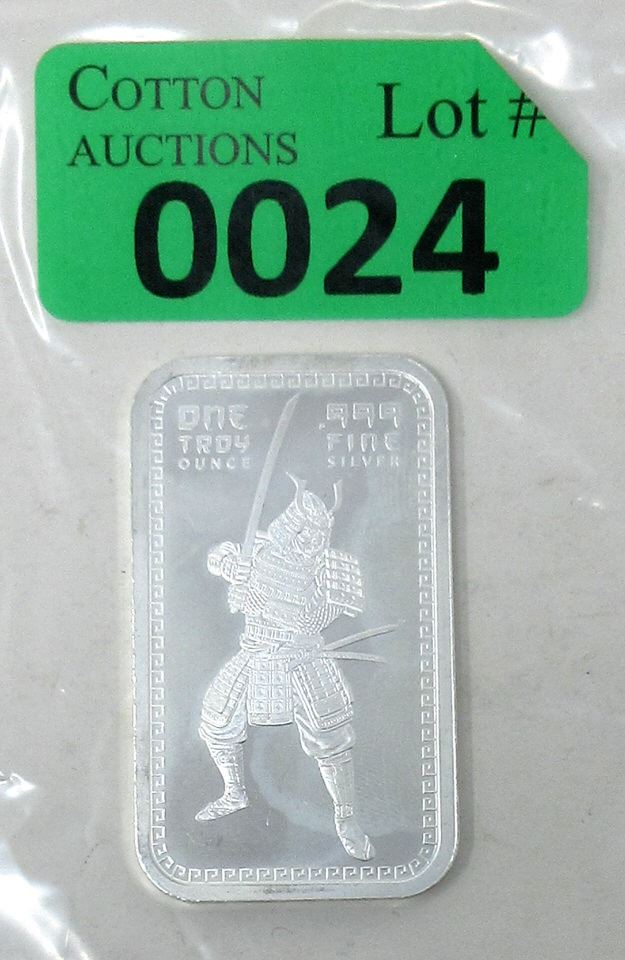 COTTON
AUCTIONS
Lot #
0024
ONE
TROY
OUNCE
.999
FINE
SILVER